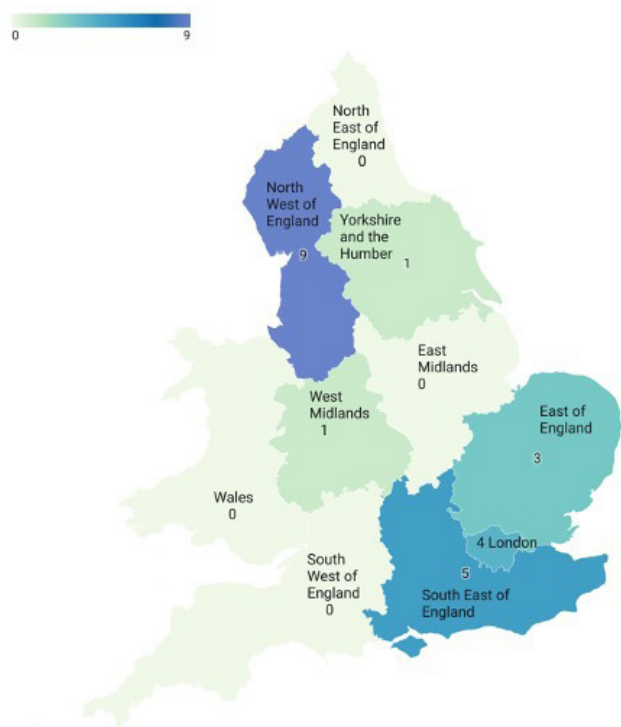 0 9
North
East of
England
0
North
West of
England
9
Yorkshire
and the
Humber
1
East
Midlands
0
West
Midlands
1
East of
England
3
Wales
0
4 London
South
West of
England
0
5
South East of
England